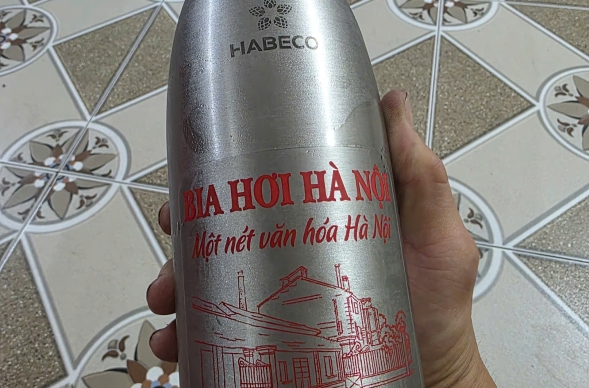 HABECO
BIA HƠI HÀ NỘI
Một nét văn hóa Hà Nội